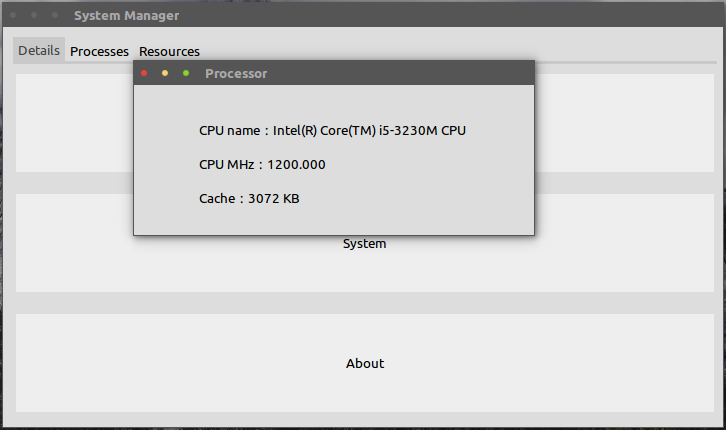 System Manager
Details Processes Resources
Processor
CPU name : Intel(R) Core(TM) i5-3230M CPU
CPU MHz : 1200.000
Cache : 3072 KB
System
About